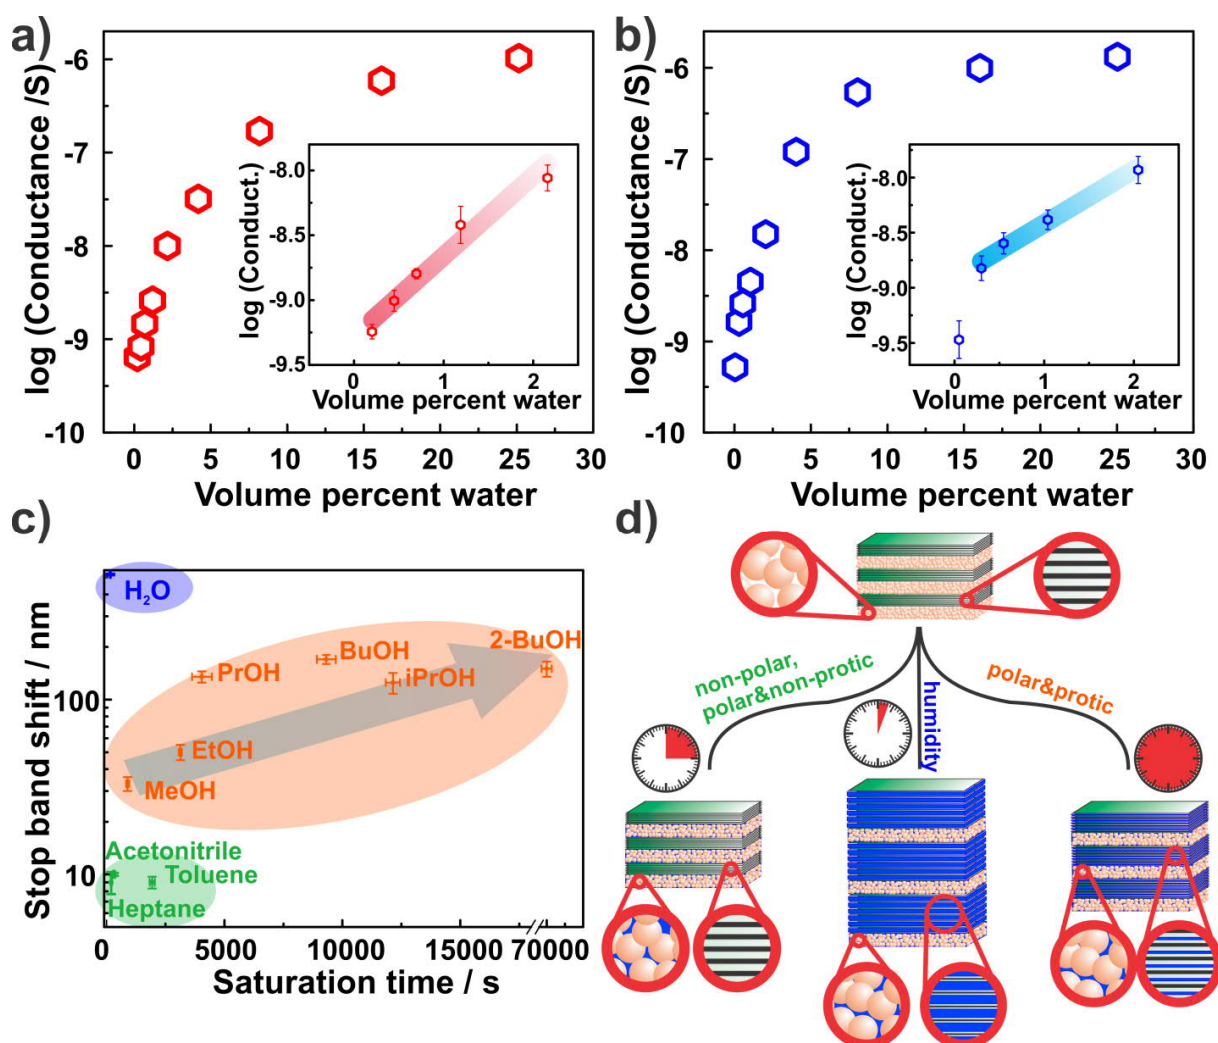 a)
log (Conductance /S)
-6
-7
-8
-9
-10
0 5 10 15 20 25 30
Volume percent water
log (Conduct.)
-8.0
-8.5
-9.0
-9.5
0 1 2
Volume percent water
b)
log (Conductance /S)
-6
-7
-8
-9
-10
0 5 10 15 20 25 30
Volume percent water
log (Conduct.)
-8.0
-8.5
-9.0
-9.5
0 1 2
Volume percent water
c)
Stop band shift / nm
100
10
H2O
2-BuOH
BuOH
PrOH
iPrOH
EtOH
MeOH
Acetonitrile
Toluene
Heptane
0 5000 10000 15000 70000
Saturation time / s
d)
non-polar,
polar&non-protic
humidity
polar&protic